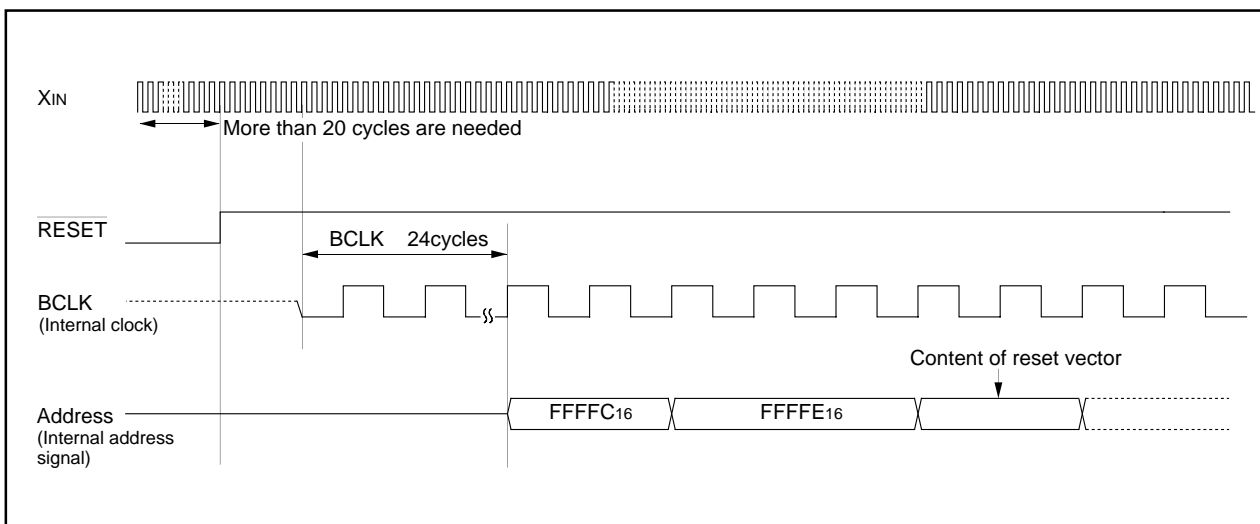 XIN
More than 20 cycles are needed
RESET
BCLK 24cycles
BCLK
(Internal clock)
Content of reset vector
Address
(Internal address
signal)
FFFFC16
FFFFE16